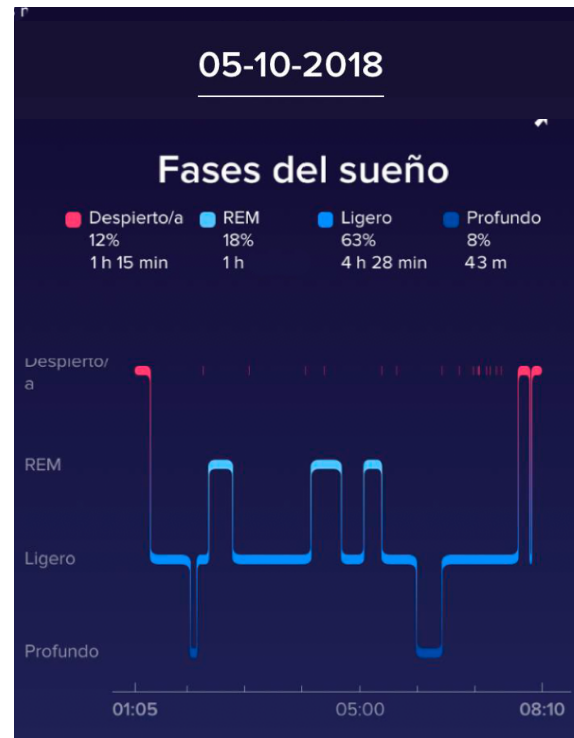 05-10-2018
Fases del sueño
Despierto/a REM Ligero Profundo
12% 18% 63% 8%
1 h 15 min 1 h 4 h 28 min 43 m
Despierto/
a
REM
Ligero
Profundo
01:05 05:00 08:10